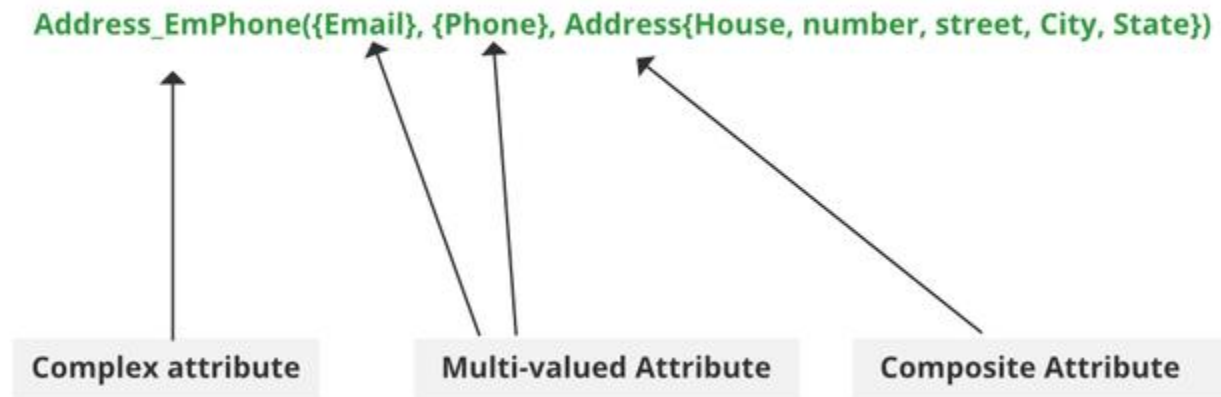 Address_EmPhone({Email}, {Phone}, Address{House, number, street, City, State})
Complex attribute
Multi-valued Attribute
Composite Attribute